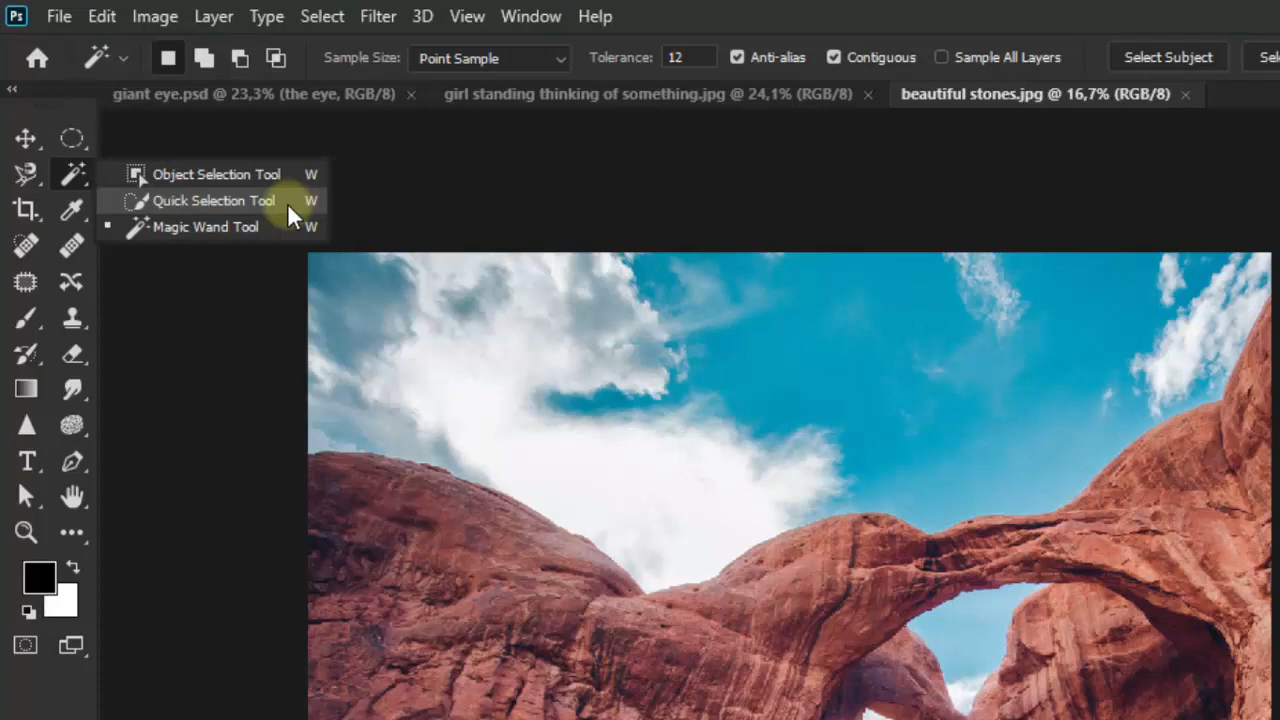 Ps File Edit Image Layer Type Select Filter 3D View Window Help
Sample Size: Point Sample Tolerance: 12 Anti-alias Contiguous Sample All Layers Select Subject
giant eye.psd @ 23,3% (the eye, RGB/8) × girl standing thinking of something.jpg @ 24,1% (RGB/8) × beautiful stones.jpg @ 16,7% (RGB/8) ×
Object Selection Tool W
Quick Selection Tool W
Magic Wand Tool W